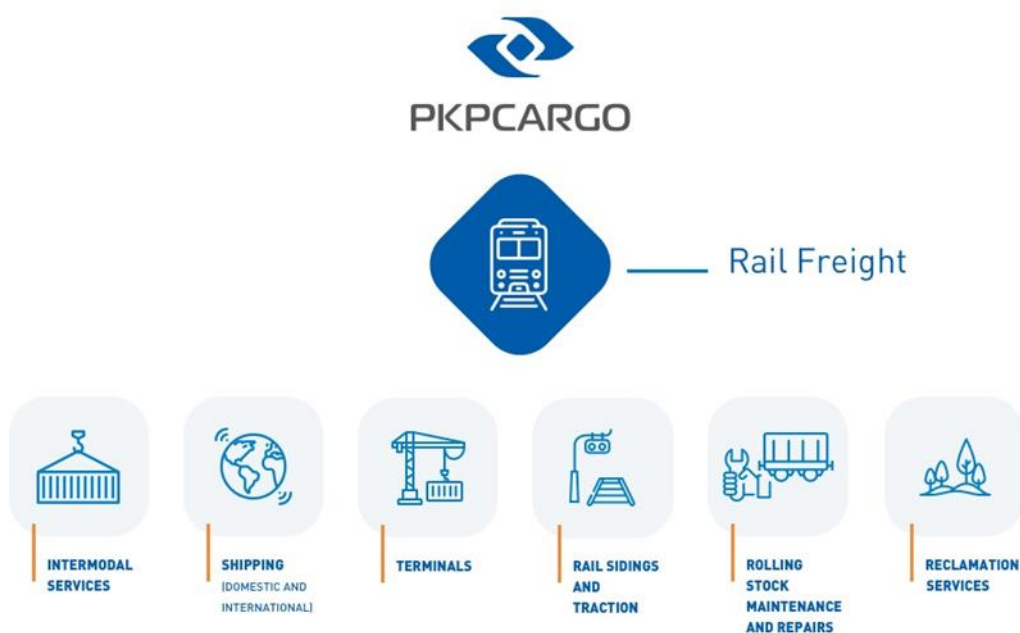 PKPCARGO
Rail Freight
INTERMODAL
SERVICES
SHIPPING
(DOMESTIC AND
INTERNATIONAL)
TERMINALS
RAIL SIDINGS
AND
TRACTION
ROLLING
STOCK
MAINTENANCE
AND REPAIRS
RECLAMATION
SERVICES